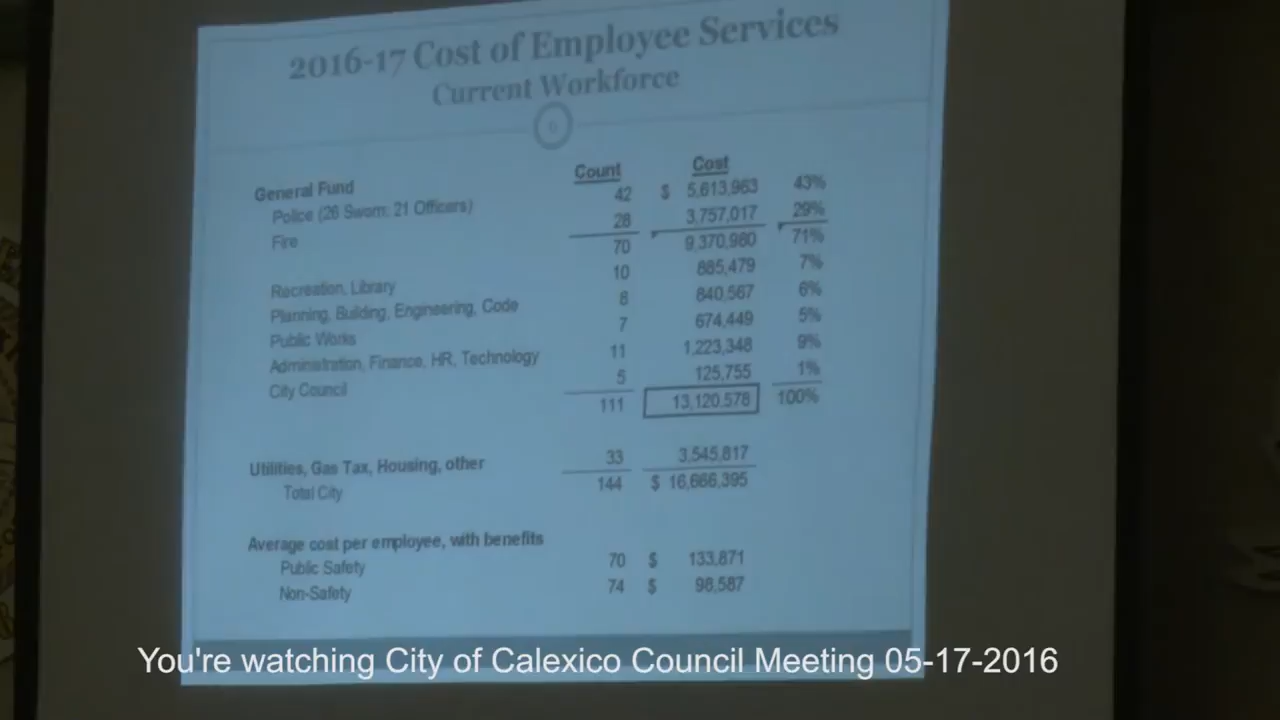 2016-17 Cost of Employee Services
Current Workforce
6
Count Cost
General Fund
Police (26 Sworn: 21 Officers) 42 $ 5,613,963 43%
Fire 28 3,757,017 29%
70 9,370,980 71%
Recreation, Library 10 885,479 7%
Planning, Building, Engineering, Code 8 840,567 6%
Public Works 7 674,449 5%
Administration, Finance, HR, Technology 11 1,223,348 9%
City Council 5 125,755 1%
111 13,120,578 100%
Utilities, Gas Tax, Housing, other 33 3,545,817
Total City 144 $ 16,666,395
Average cost per employee, with benefits
Public Safety 70 $ 133,871
Non-Safety 74 $ 98,587
You're watching City of Calexico Council Meeting 05-17-2016